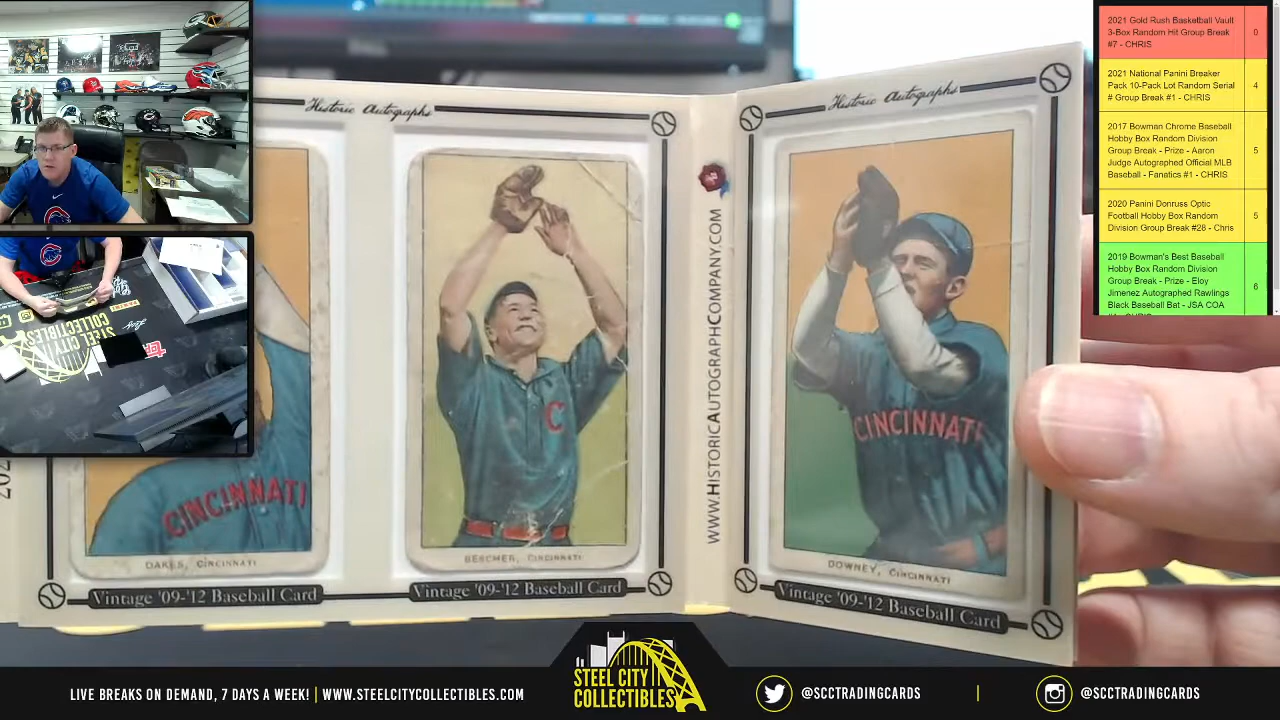 2021 Gold Rush Basketball Vault
3-Box Random Hit Group Break
#7 - CHRIS
0
2021 National Panini Breaker
Pack 10-Pack Lot Random Serial
# Group Break #1 - CHRIS
4
2017 Bowman Chrome Baseball
Hobby Box Random Division
Group Break - Prize - Aaron
Judge Autographed Official MLB
Baseball - Fanatics #1 - CHRIS
5
2020 Panini Donruss Optic
Football Hobby Box Random
Division Group Break #28 - Chris
5
2019 Bowman's Best Baseball
Hobby Box Random Division
Group Break - Prize - Eloy
Jimenez Autographed Rawlings
Black Baseball Bat - JSA COA
6
Historic Autographs
Historic Autographs
WWW.HISTORICAUTOGRAPHCOMPANY.COM
C
CINCINNATI
CINCINNATI
OAKES, CINCINNATI
BESCHER, CINCINNATI
DOWNEY, CINCINNATI
Vintage '09-'12 Baseball Card
Vintage '09-'12 Baseball Card
Vintage '09-'12 Baseball Card
STEEL CITY
COLLECTIBLES
LIVE BREAKS ON DEMAND, 7 DAYS A WEEK! | WWW.STEELCITYCOLLECTIBLES.COM
STEEL CITY
COLLECTIBLES
@SCCTRADINGCARDS
@SCCTRADINGCARDS